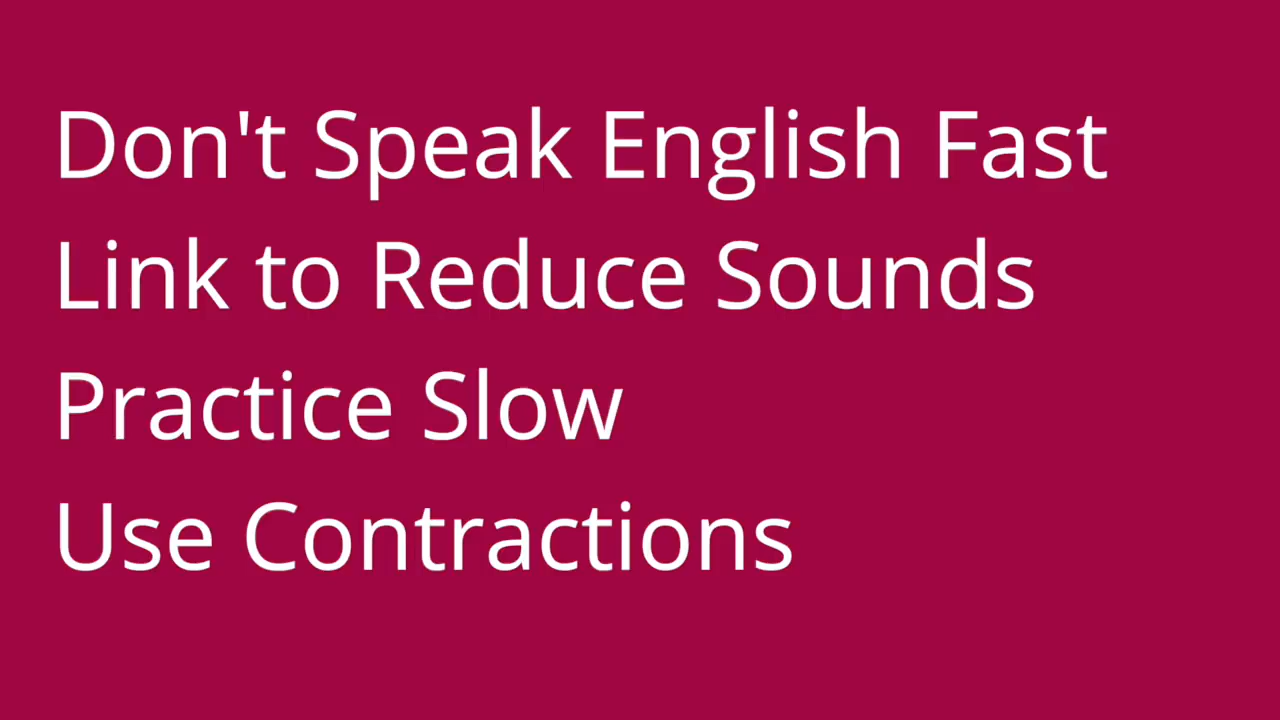 Don't Speak English Fast
Link to Reduce Sounds
Practice Slow
Use Contractions